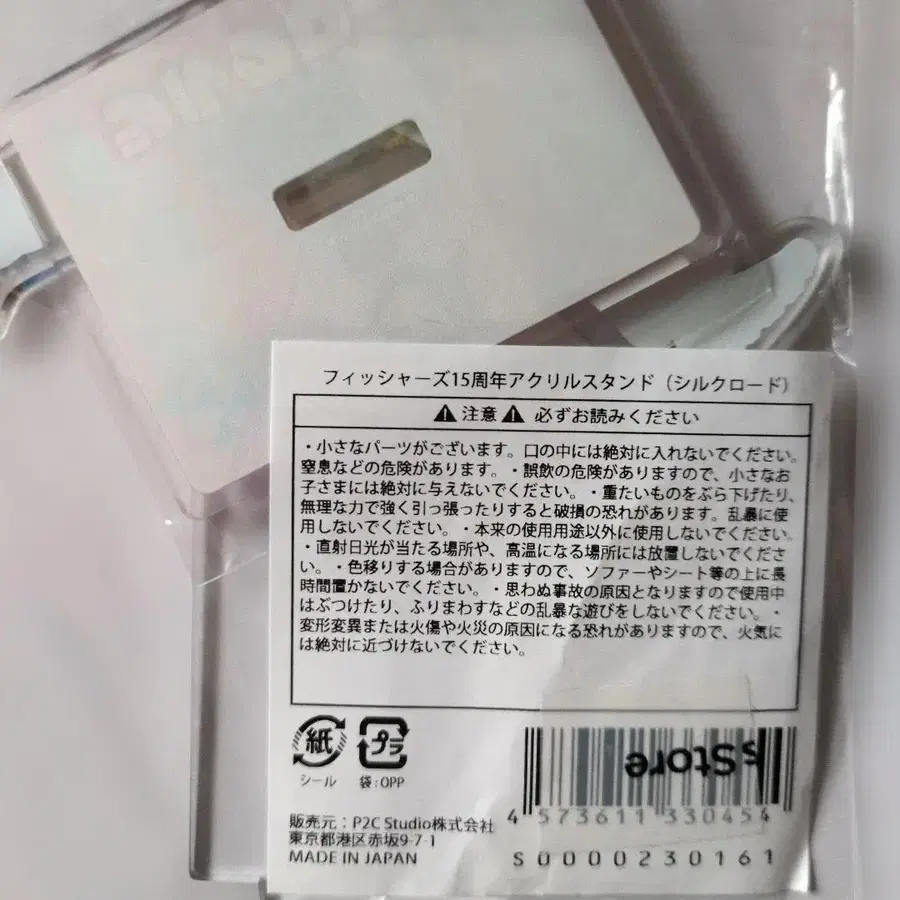 フィッシャーズ15周年アクリルスタンド（シルクロード）
注意 必ずお読みください
・小さなパーツがございます。口の中には絶対に入れないでください。
窒息などの危険があります。・誤飲の危険がありますので、小さなお
子さまには絶対に与えないでください。・重たいものをぶら下げたり、
無理な力で強く引っ張ったりすると破損の恐れがあります。乱暴に使
用しないでください。・本来の使用用途以外に使用しないでください。
・直射日光が当たる場所や、高温になる場所には放置しないでくださ
い。・色移りする場合がありますので、ソファーやシート等の上に長
時間置かないでください。・思わぬ事故の原因となりますので使用中
はぶつけたり、ふりまわすなどの乱暴な遊びをしないでください。・
変形変異または火傷や火災の原因になる恐れがありますので、火気に
は絶対に近づけないでください。
紙 プラ
シール 袋:OPP
s Store
4 573611 330454
S0000230161
販売元：P2C Studio株式会社
東京都港区赤坂9-7-1
MADE IN JAPAN